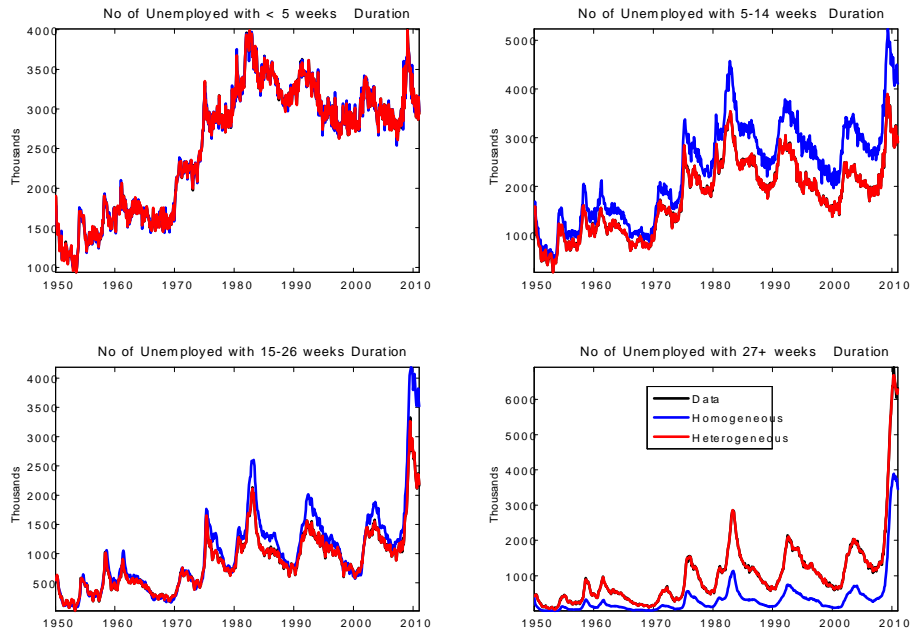 No of Unemployed with < 5 weeks Duration
Thousands
4000
3500
3000
2500
2000
1500
1000
1950 1960 1970 1980 1990 2000 2010
No of Unemployed with 5-14 weeks Duration
Thousands
5000
4000
3000
2000
1000
1950 1960 1970 1980 1990 2000 2010
No of Unemployed with 15-26 weeks Duration
Thousands
4000
3500
3000
2500
2000
1500
1000
500
1950 1960 1970 1980 1990 2000 2010
No of Unemployed with 27+ weeks Duration
Thousands
6000
5000
4000
3000
2000
1000
Data
Homogeneous
Heterogeneous
1950 1960 1970 1980 1990 2000 2010